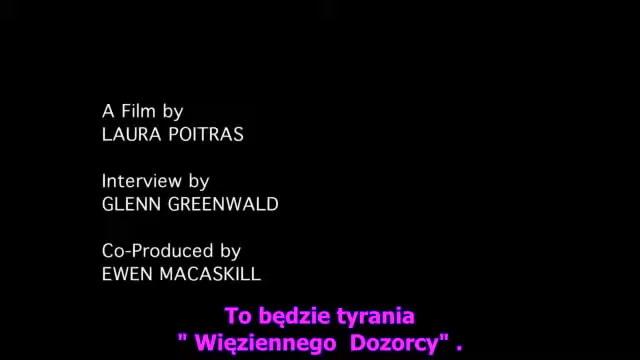 A Film by
LAURA POITRAS
Interview by
GLENN GREENWALD
Co-Produced by
EWEN MACASKILL
To będzie tyrania
" Więziennego Dozorcy" .